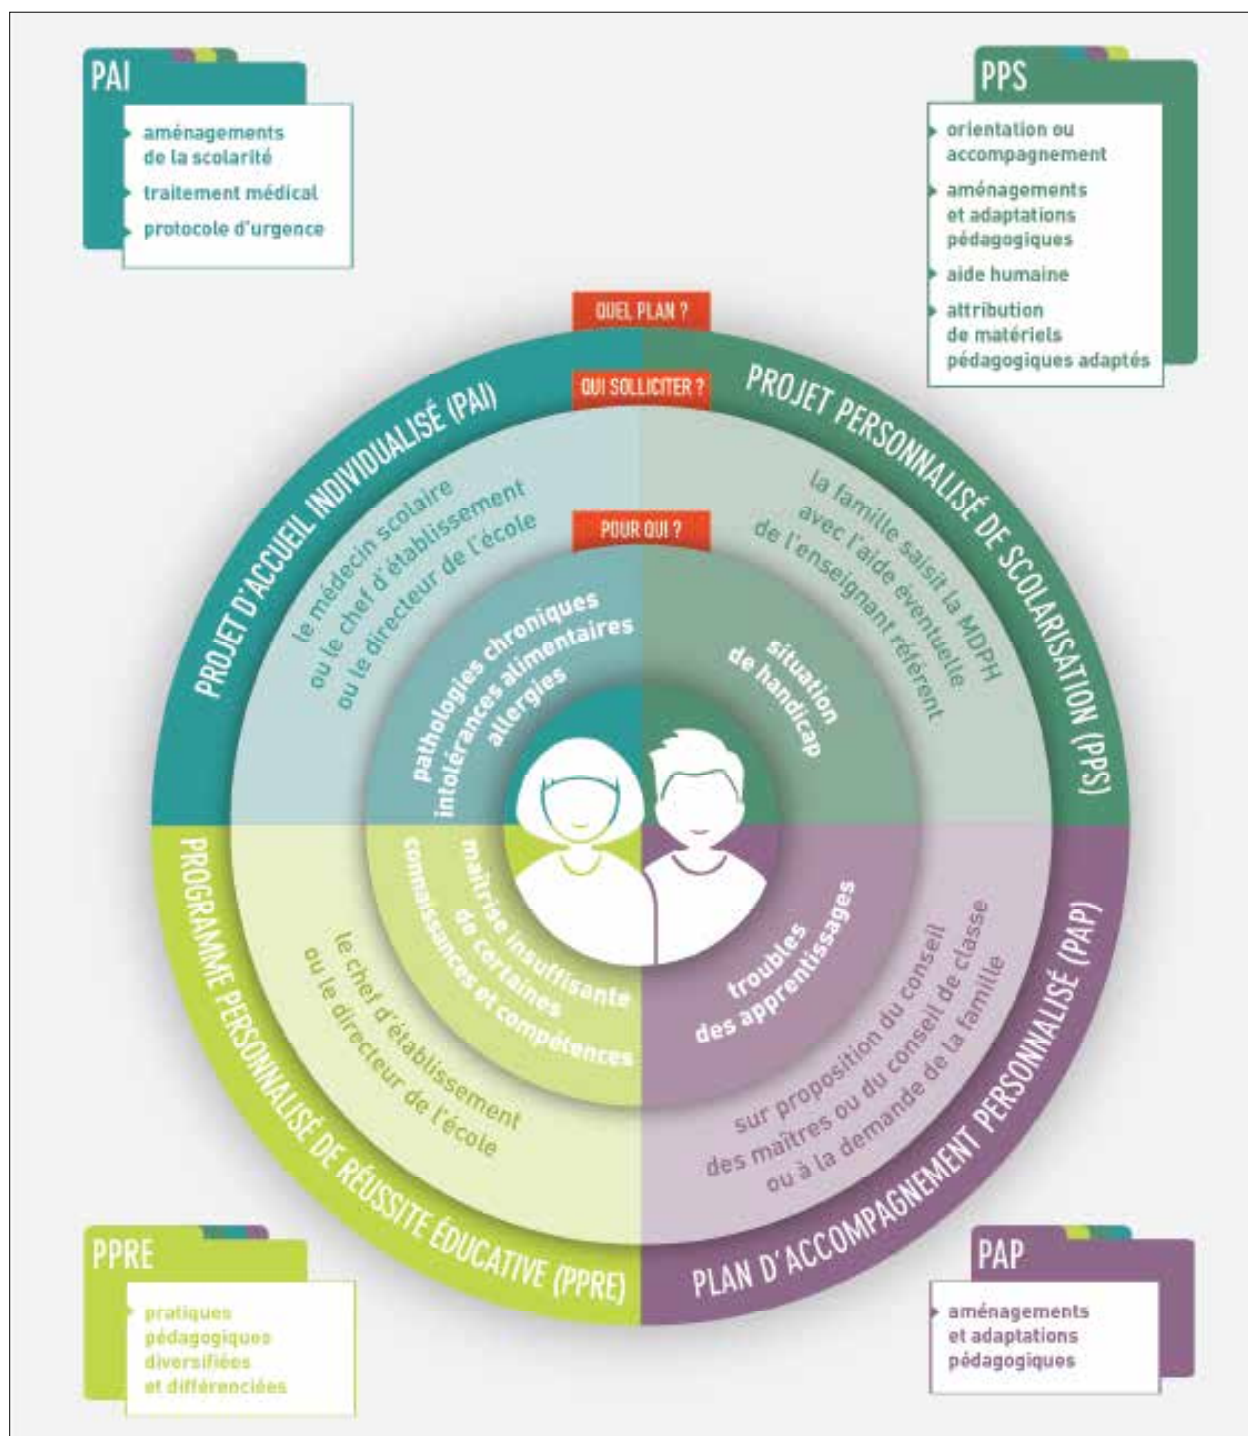 PAI
aménagements
de la scolarité
traitement médical
protocole d'urgence
PPS
orientation ou
accompagnement
aménagements
et adaptations
pédagogiques
aide humaine
attribution
de matériels
pédagogiques adaptés
QUEL PLAN ?
QUI SOLLICITER ?
POUR QUI ?
PROJET D'ACCUEIL INDIVIDUALISÉ (PAI)
le médecin scolaire
ou le chef d'établissement
ou le directeur de l'école
pathologies chroniques
intolérances alimentaires
allergies
PROJET PERSONNALISÉ DE SCOLARISATION (PPS)
la famille saisit la MDPH
avec l'aide éventuelle
de l'enseignant référent
situation
de handicap
PROGRAMME PERSONNALISÉ DE RÉUSSITE ÉDUCATIVE (PPRE)
le chef d'établissement
ou le directeur de l'école
maîtrise insuffisante
de certaines
connaissances et compétences
PLAN D'ACCOMPAGNEMENT PERSONNALISÉ (PAP)
sur proposition du conseil
des maîtres ou du conseil de classe
ou à la demande de la famille
troubles
des apprentissages
PPRE
pratiques
pédagogiques
diversifiées
et différenciées
PAP
aménagements
et adaptations
pédagogiques